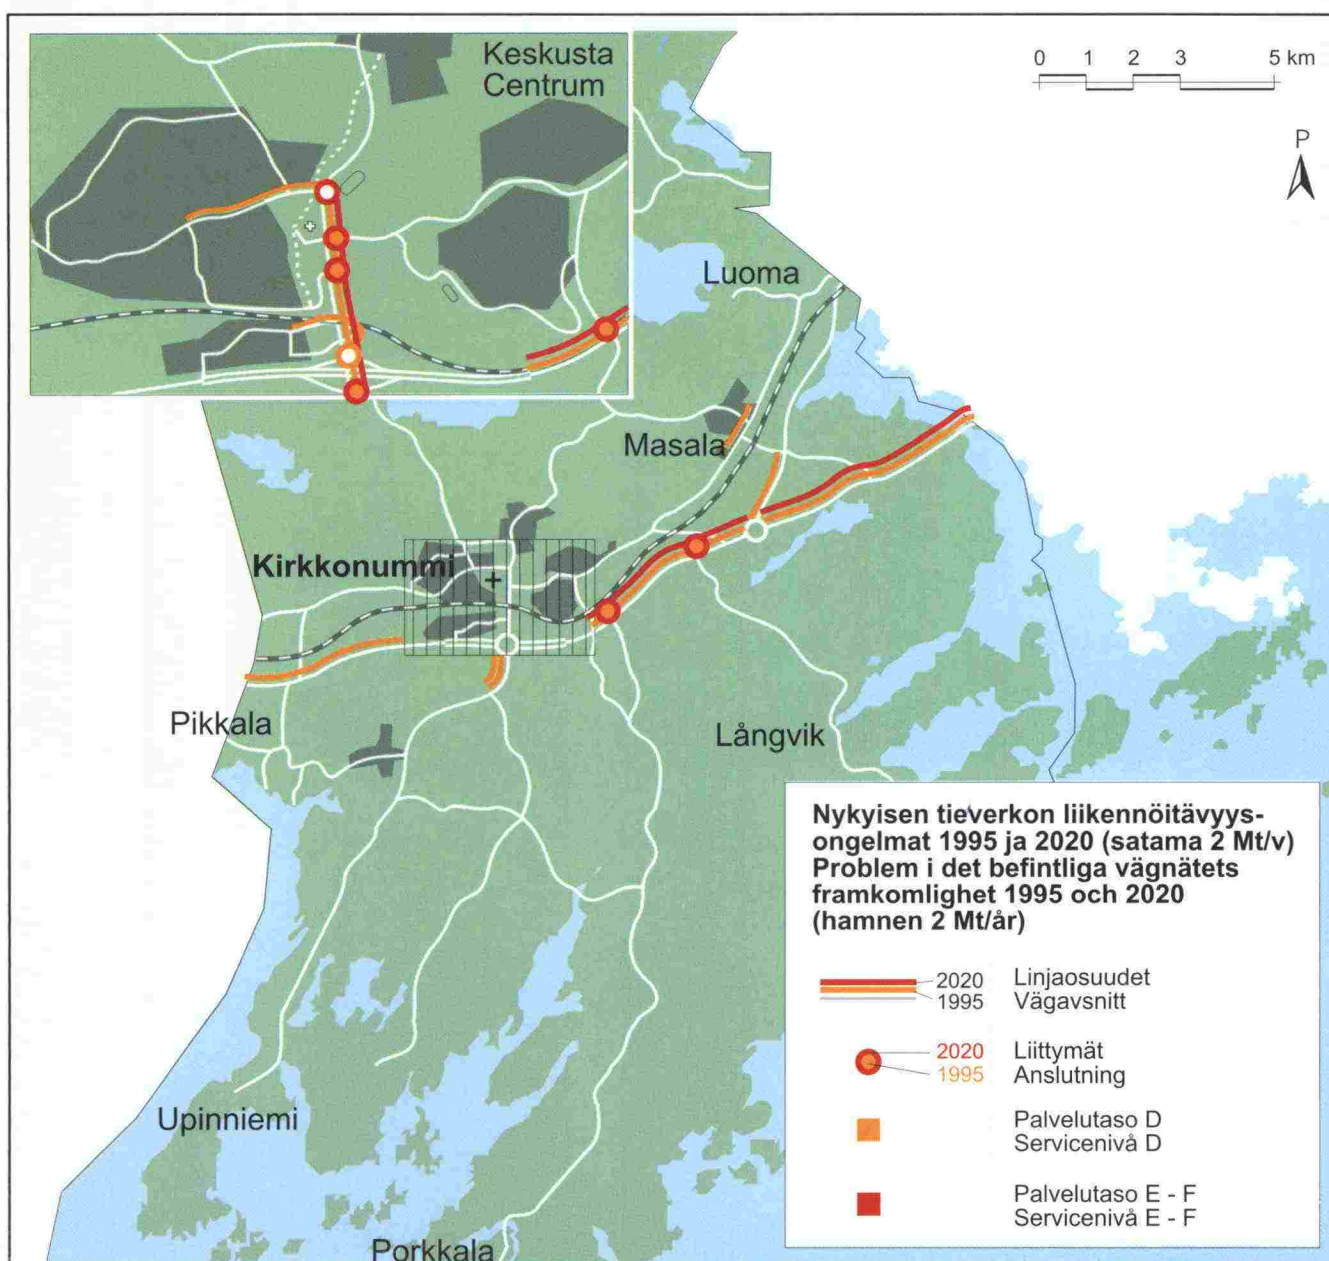 Keskusta
Centrum
0 1 2 3 5 km
P
Luoma
Masala
Kirkkonummi
Pikkala
Långvik
Upinniemi
Porkkala
Nykyisen tieverkon liikennöitävyys-
ongelmat 1995 ja 2020 (satama 2 Mt/v)
Problem i det befintliga vägnätets
framkomlighet 1995 och 2020
(hamnen 2 Mt/år)
2020 Linjaosuudet
1995 Vägavsnitt
2020 Liittymät
1995 Anslutning
Palvelutaso D
Servicenivå D
Palvelutaso E - F
Servicenivå E - F